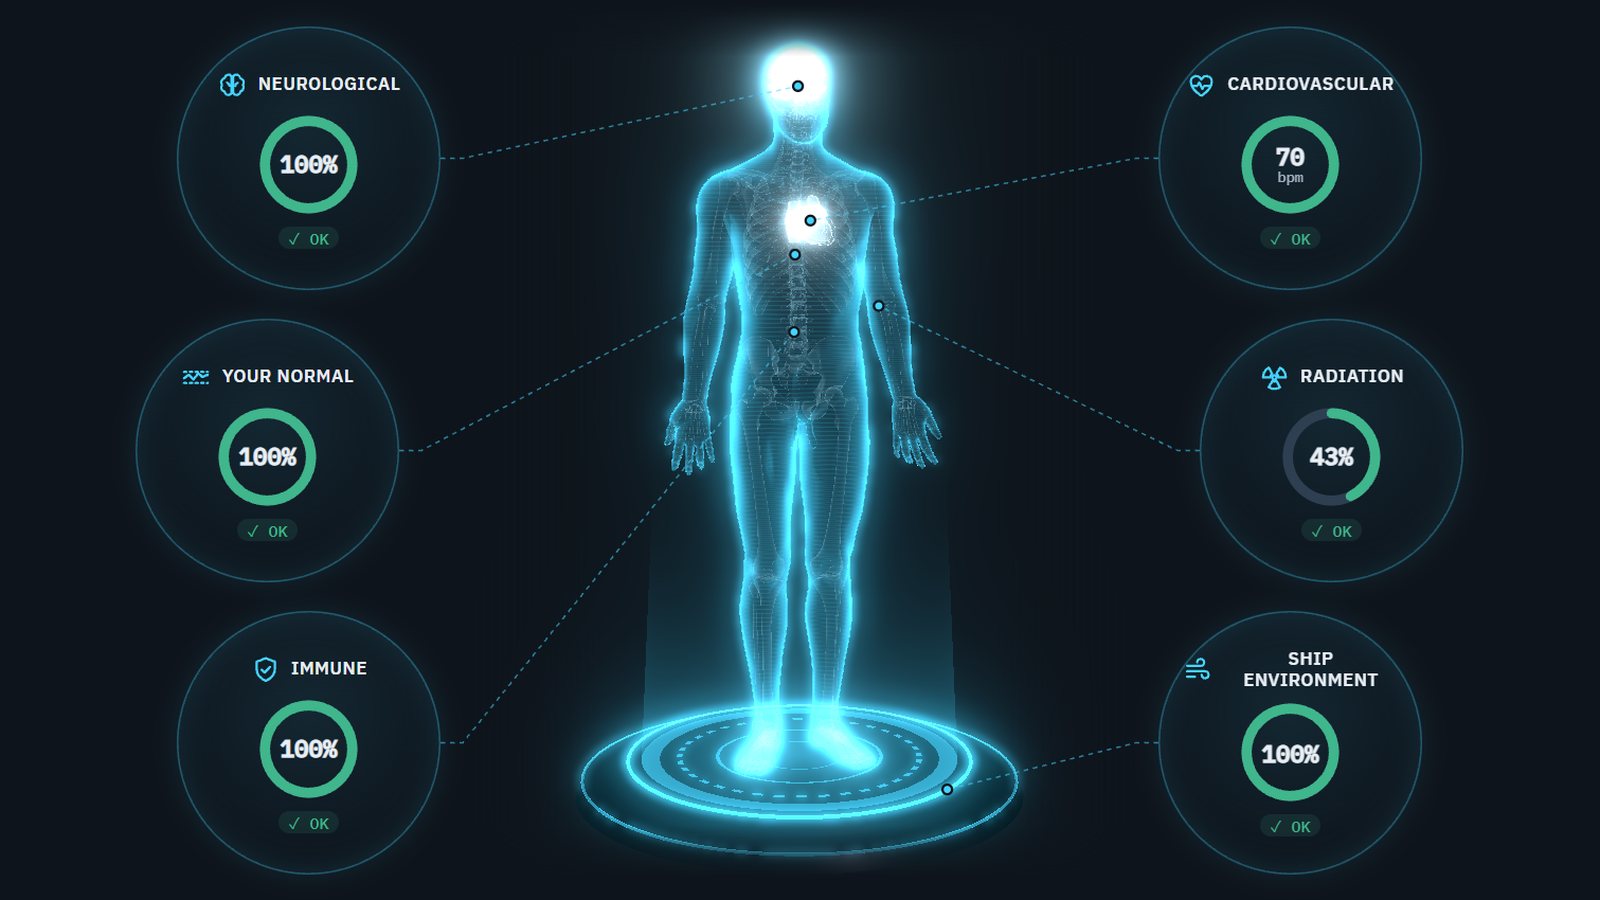 NEUROLOGICAL
100%
✓ OK
CARDIOVASCULAR
70
bpm
✓ OK
YOUR NORMAL
100%
✓ OK
RADIATION
43%
✓ OK
IMMUNE
100%
✓ OK
SHIP
ENVIRONMENT
100%
✓ OK